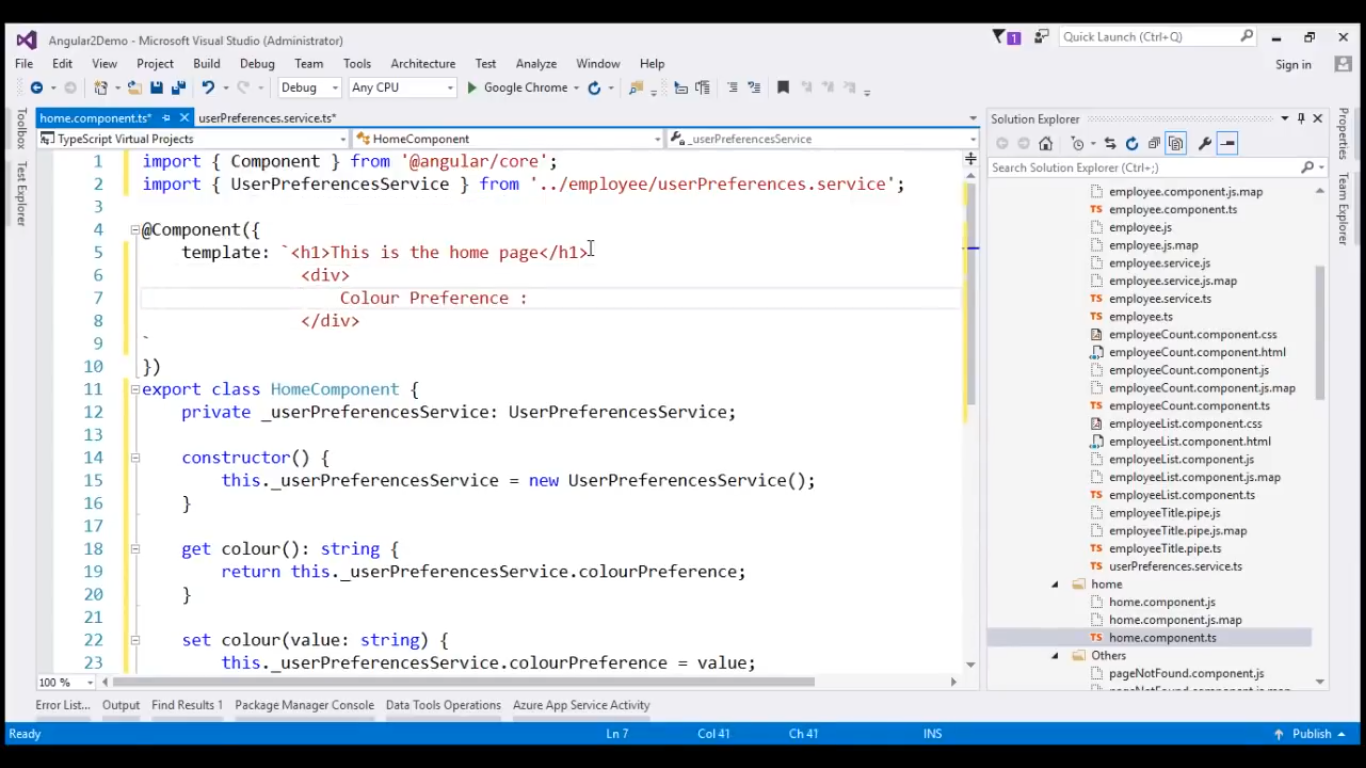 Angular2Demo - Microsoft Visual Studio (Administrator)
1
Quick Launch (Ctrl+Q)
File Edit View Project Build Debug Team Tools Architecture Test Analyze Window Help
Sign in
Debug Any CPU Google Chrome
home.component.ts* userPreferences.service.ts*
TypeScript Virtual Projects HomeComponent _userPreferencesService
Toolbox
Test Explorer
1 import { Component } from '@angular/core';
2 import { UserPreferencesService } from '../employee/userPreferences.service';
3
4 @Component({
5 template: `<h1>This is the home page</h1>
6 <div>
7 Colour Preference :
8 </div>
9 `
10 })
11 export class HomeComponent {
12 private _userPreferencesService: UserPreferencesService;
13
14 constructor() {
15 this._userPreferencesService = new UserPreferencesService();
16 }
17
18 get colour(): string {
19 return this._userPreferencesService.colourPreference;
20 }
21
22 set colour(value: string) {
23 this._userPreferencesService.colourPreference = value;
100 %
Solution Explorer
Search Solution Explorer (Ctrl+;)
employee.component.js.map
TS employee.component.ts
employee.js
employee.js.map
employee.service.js
employee.service.js.map
TS employee.service.ts
TS employee.ts
employeeCount.component.css
employeeCount.component.html
employeeCount.component.js
employeeCount.component.js.map
TS employeeCount.component.ts
employeeList.component.css
employeeList.component.html
employeeList.component.js
employeeList.component.js.map
TS employeeList.component.ts
employeeTitle.pipe.js
employeeTitle.pipe.js.map
TS employeeTitle.pipe.ts
TS userPreferences.service.ts
home
home.component.js
home.component.js.map
TS home.component.ts
Others
pageNotFound.component.js
Properties
Team Explorer
Error List... Output Find Results 1 Package Manager Console Data Tools Operations Azure App Service Activity
Ready Ln 7 Col 41 Ch 41 INS Publish